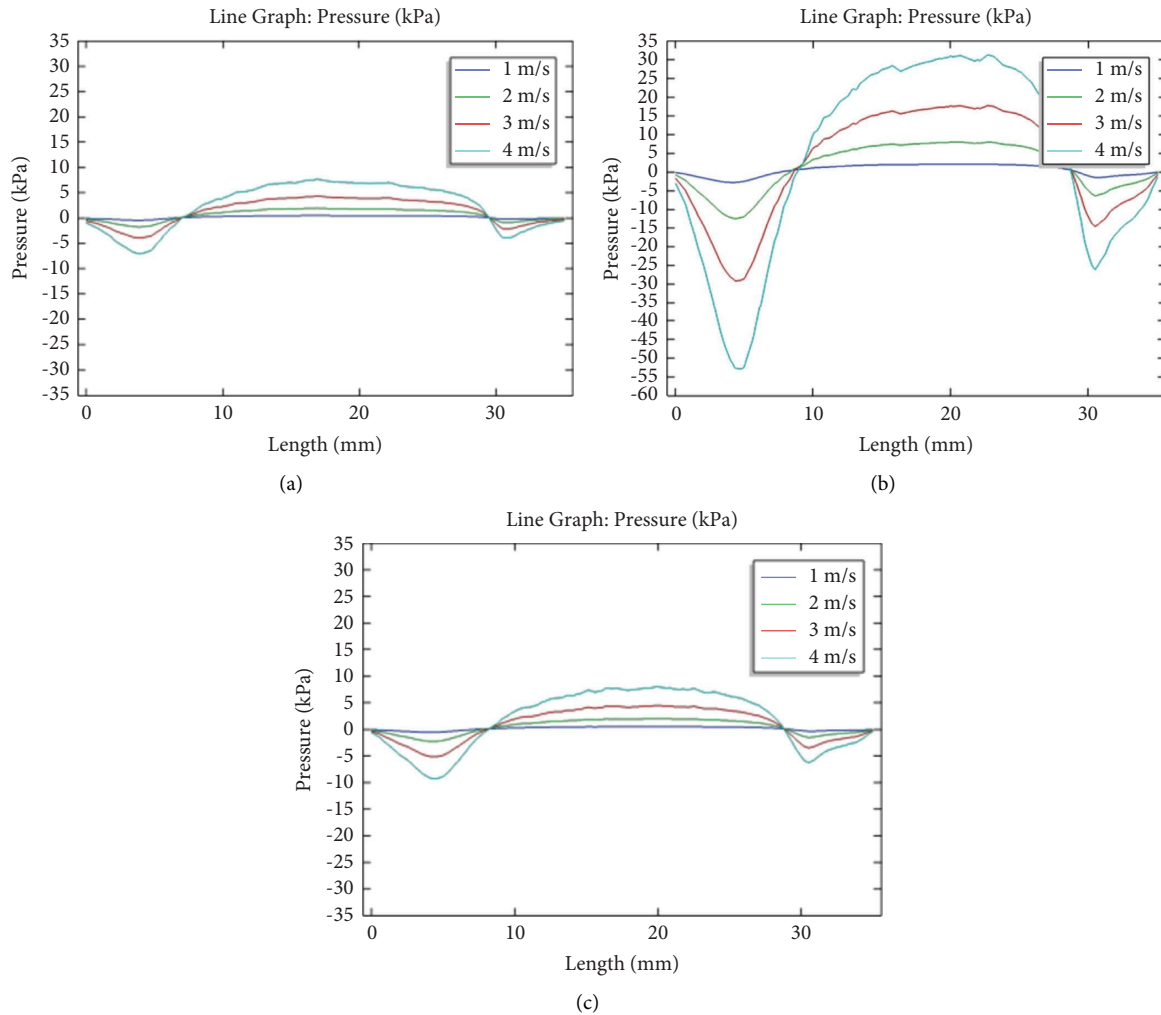 Line Graph: Pressure (kPa)
35
30
25
20
15
10
5
0
-5
-10
-15
-20
-25
-30
-35
Pressure (kPa)
1 m/s
2 m/s
3 m/s
4 m/s
0 10 20 30
Length (mm)
(a)
Line Graph: Pressure (kPa)
35
30
25
20
15
10
5
0
-5
-10
-15
-20
-25
-30
-35
-40
-45
-50
-55
-60
Pressure (kPa)
1 m/s
2 m/s
3 m/s
4 m/s
0 10 20 30
Length (mm)
(b)
Line Graph: Pressure (kPa)
35
30
25
20
15
10
5
0
-5
-10
-15
-20
-25
-30
-35
Pressure (kPa)
1 m/s
2 m/s
3 m/s
4 m/s
0 10 20 30
Length (mm)
(c)